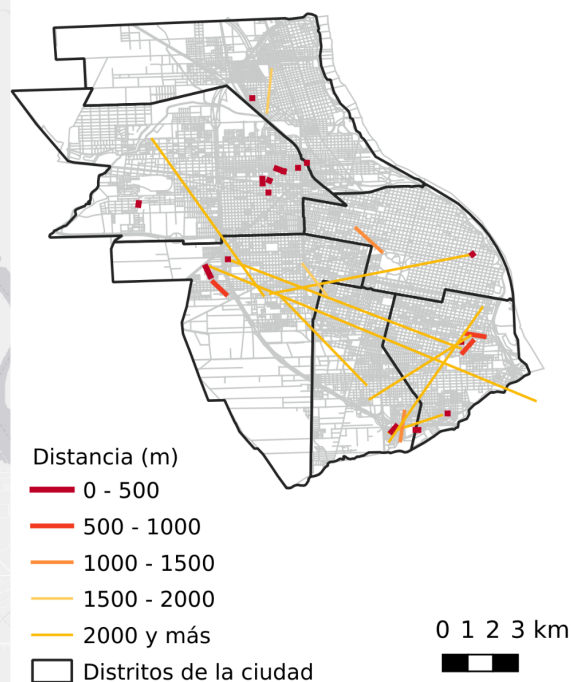 Distancia (m)
0 - 500
500 - 1000
1000 - 1500
1500 - 2000
2000 y más
Distritos de la ciudad
0 1 2 3 km